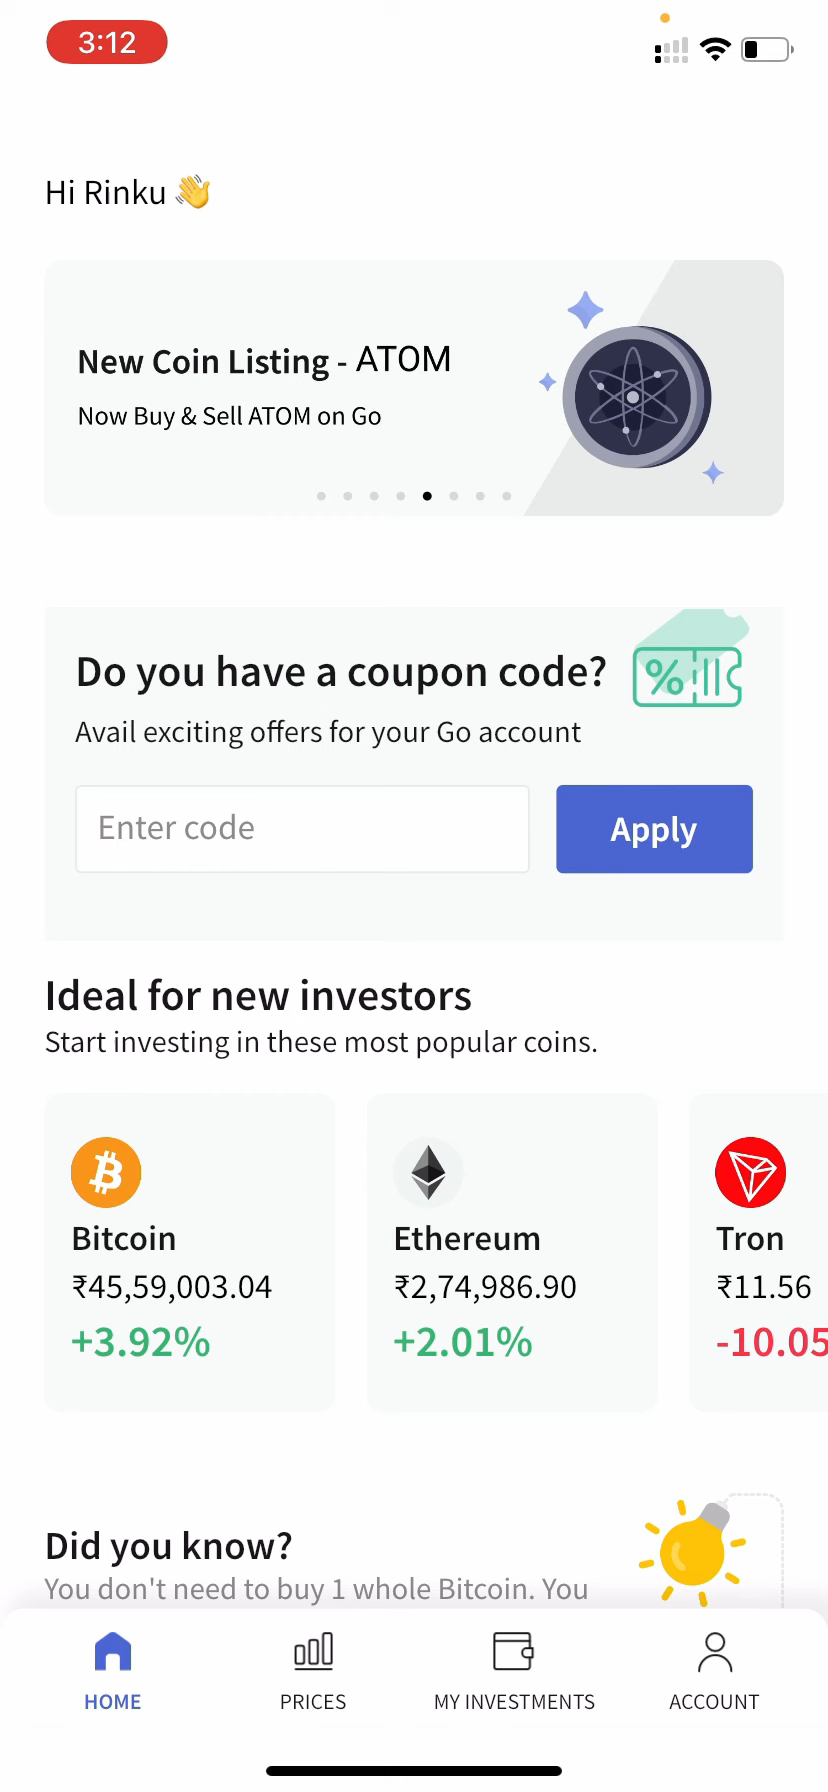 3:12
Hi Rinku 👋
New Coin Listing - ATOM
Now Buy & Sell ATOM on Go
Do you have a coupon code?
Avail exciting offers for your Go account
Enter code
Apply
Ideal for new investors
Start investing in these most popular coins.
Bitcoin
₹45,59,003.04
+3.92%
Ethereum
₹2,74,986.90
+2.01%
Tron
₹11.56
-10.05
Did you know?
You don't need to buy 1 whole Bitcoin. You
HOME
PRICES
MY INVESTMENTS
ACCOUNT